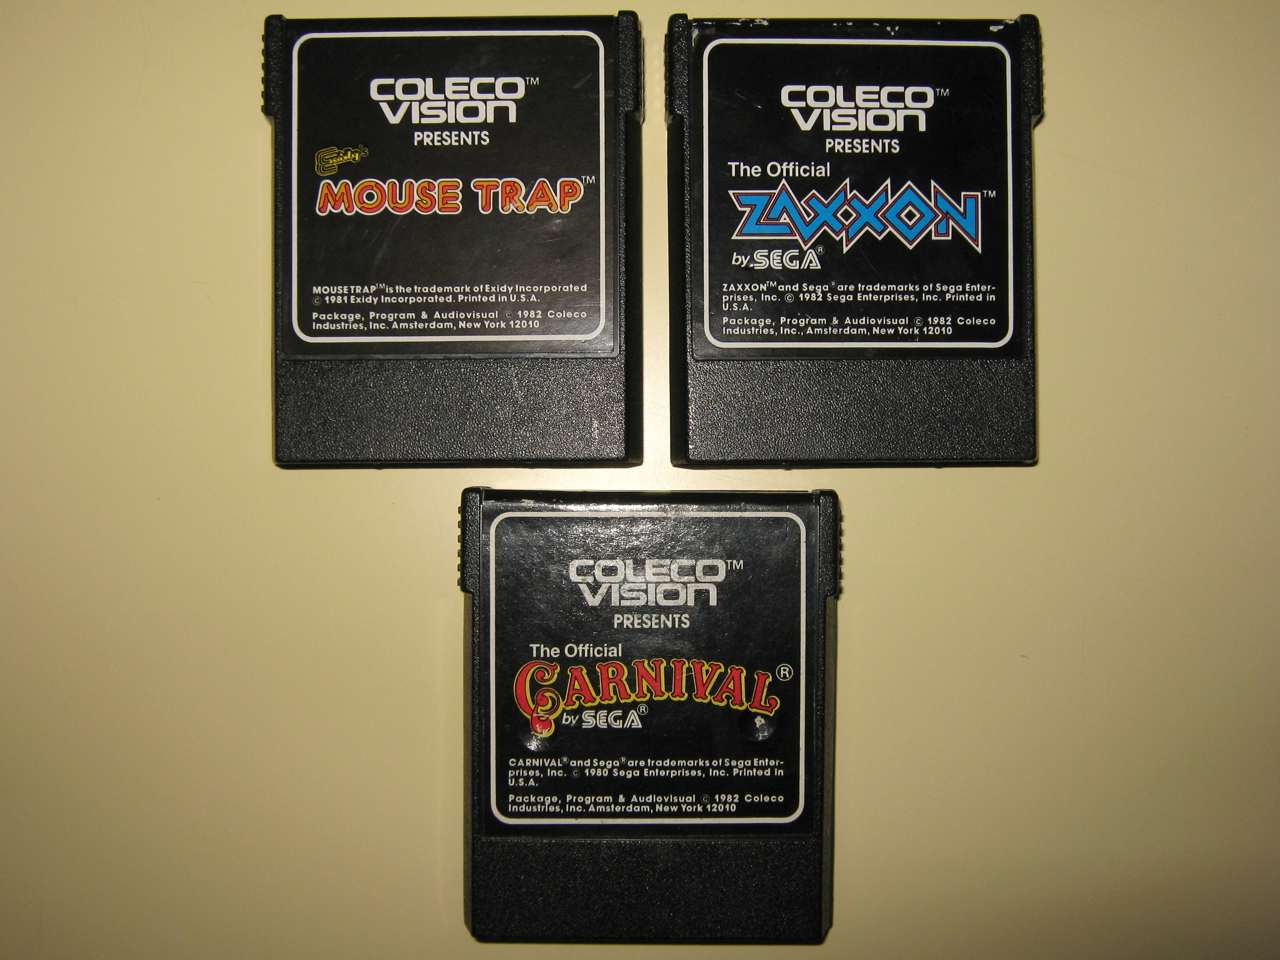 COLECO™
VISION
PRESENTS
Exidy's
MOUSE TRAP™
MOUSETRAP™ is the trademark of Exidy Incorporated
© 1981 Exidy Incorporated. Printed in U.S.A.
Package, Program & Audiovisual © 1982 Coleco
Industries, Inc. Amsterdam, New York 12010
COLECO™
VISION
PRESENTS
The Official
ZAXXON™
by SEGA®
ZAXXON™ and Sega® are trademarks of Sega Enter-
prises, Inc. © 1982 Sega Enterprises, Inc. Printed in
U.S.A.
Package, Program & Audiovisual © 1982 Coleco
Industries, Inc., Amsterdam, New York 12010
COLECO™
VISION
PRESENTS
The Official
CARNIVAL®
by SEGA®
CARNIVAL® and Sega® are trademarks of Sega Enter-
prises, Inc. © 1980 Sega Enterprises, Inc. Printed in
U.S.A.
Package, Program & Audiovisual © 1982 Coleco
Industries, Inc. Amsterdam, New York 12010